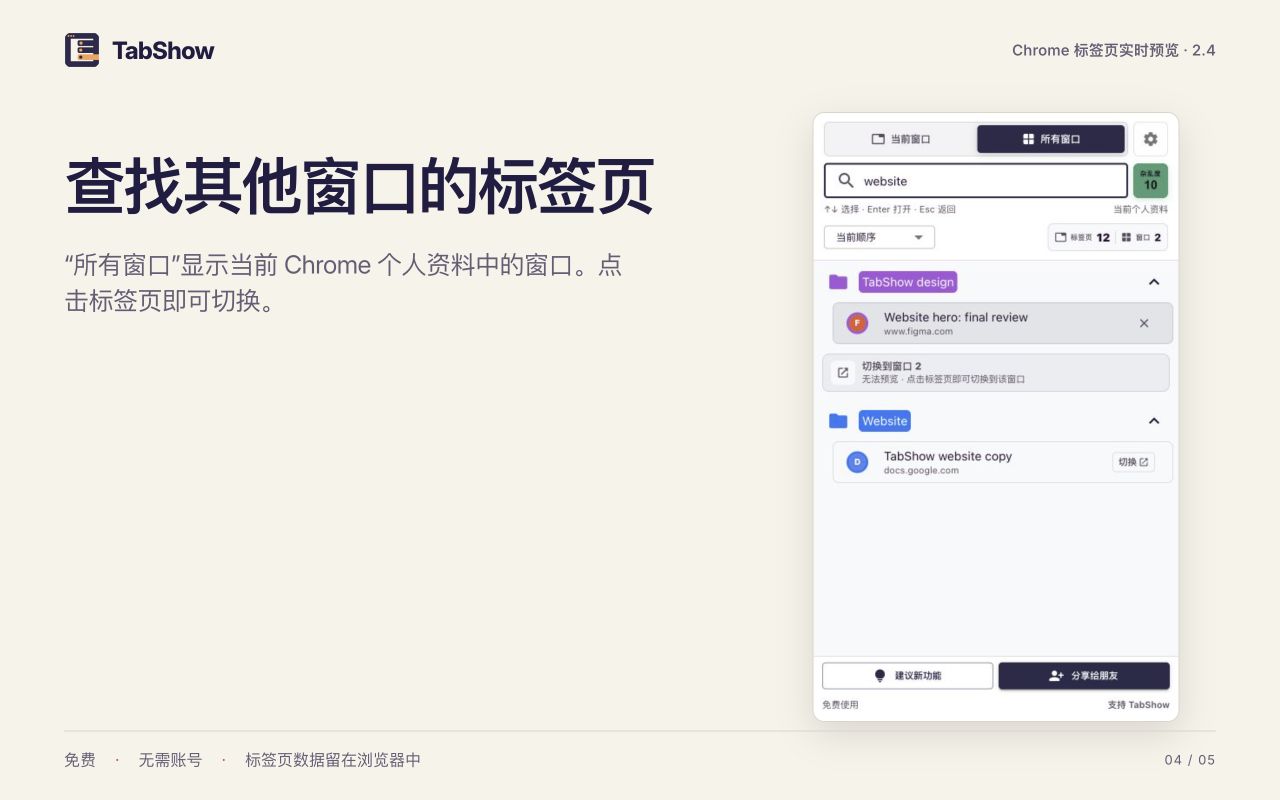 TabShow
Chrome 标签页实时预览 · 2.4
查找其他窗口的标签页
“所有窗口”显示当前 Chrome 个人资料中的窗口。点
击标签页即可切换。
当前窗口
所有窗口
website
杂乱度
10
↑↓ 选择 · Enter 打开 · Esc 返回
当前个人资料
当前顺序
标签页 12
窗口 2
TabShow design
F
Website hero: final review
www.figma.com
切换到窗口 2
无法预览 · 点击标签页即可切换到该窗口
Website
D
TabShow website copy
docs.google.com
切换
建议新功能
分享给朋友
免费使用
支持 TabShow
免费 · 无需账号 · 标签页数据留在浏览器中
04 / 05